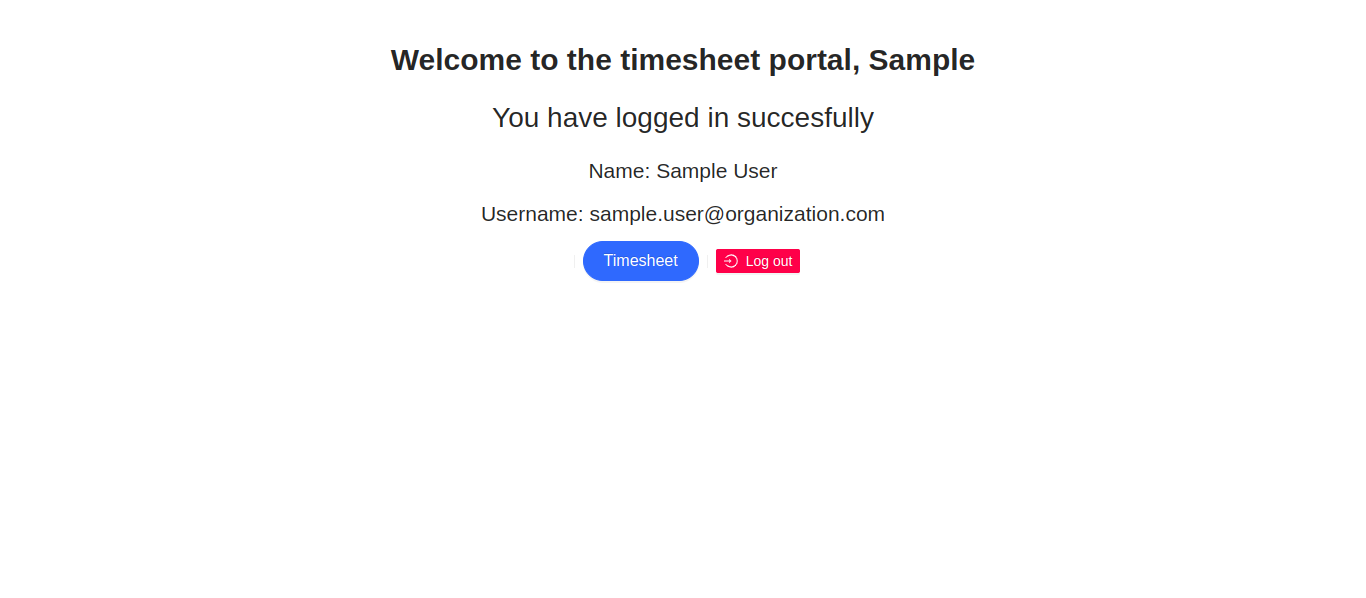 Welcome to the timesheet portal, Sample
You have logged in succesfully
Name: Sample User
Username: sample.user@organization.com
Timesheet Log out